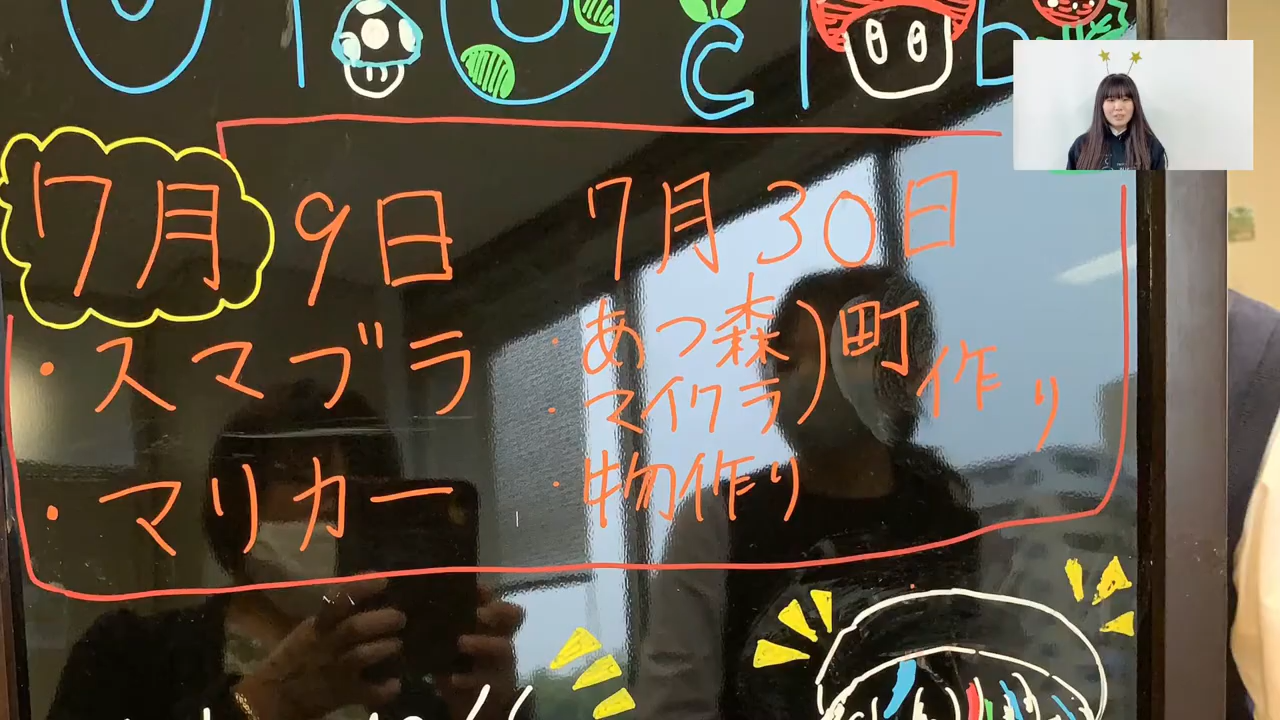 7月 9日
・スマブラ
・マリカー
7月30日
・あつ森
・マイクラ
)町作り
・物作り